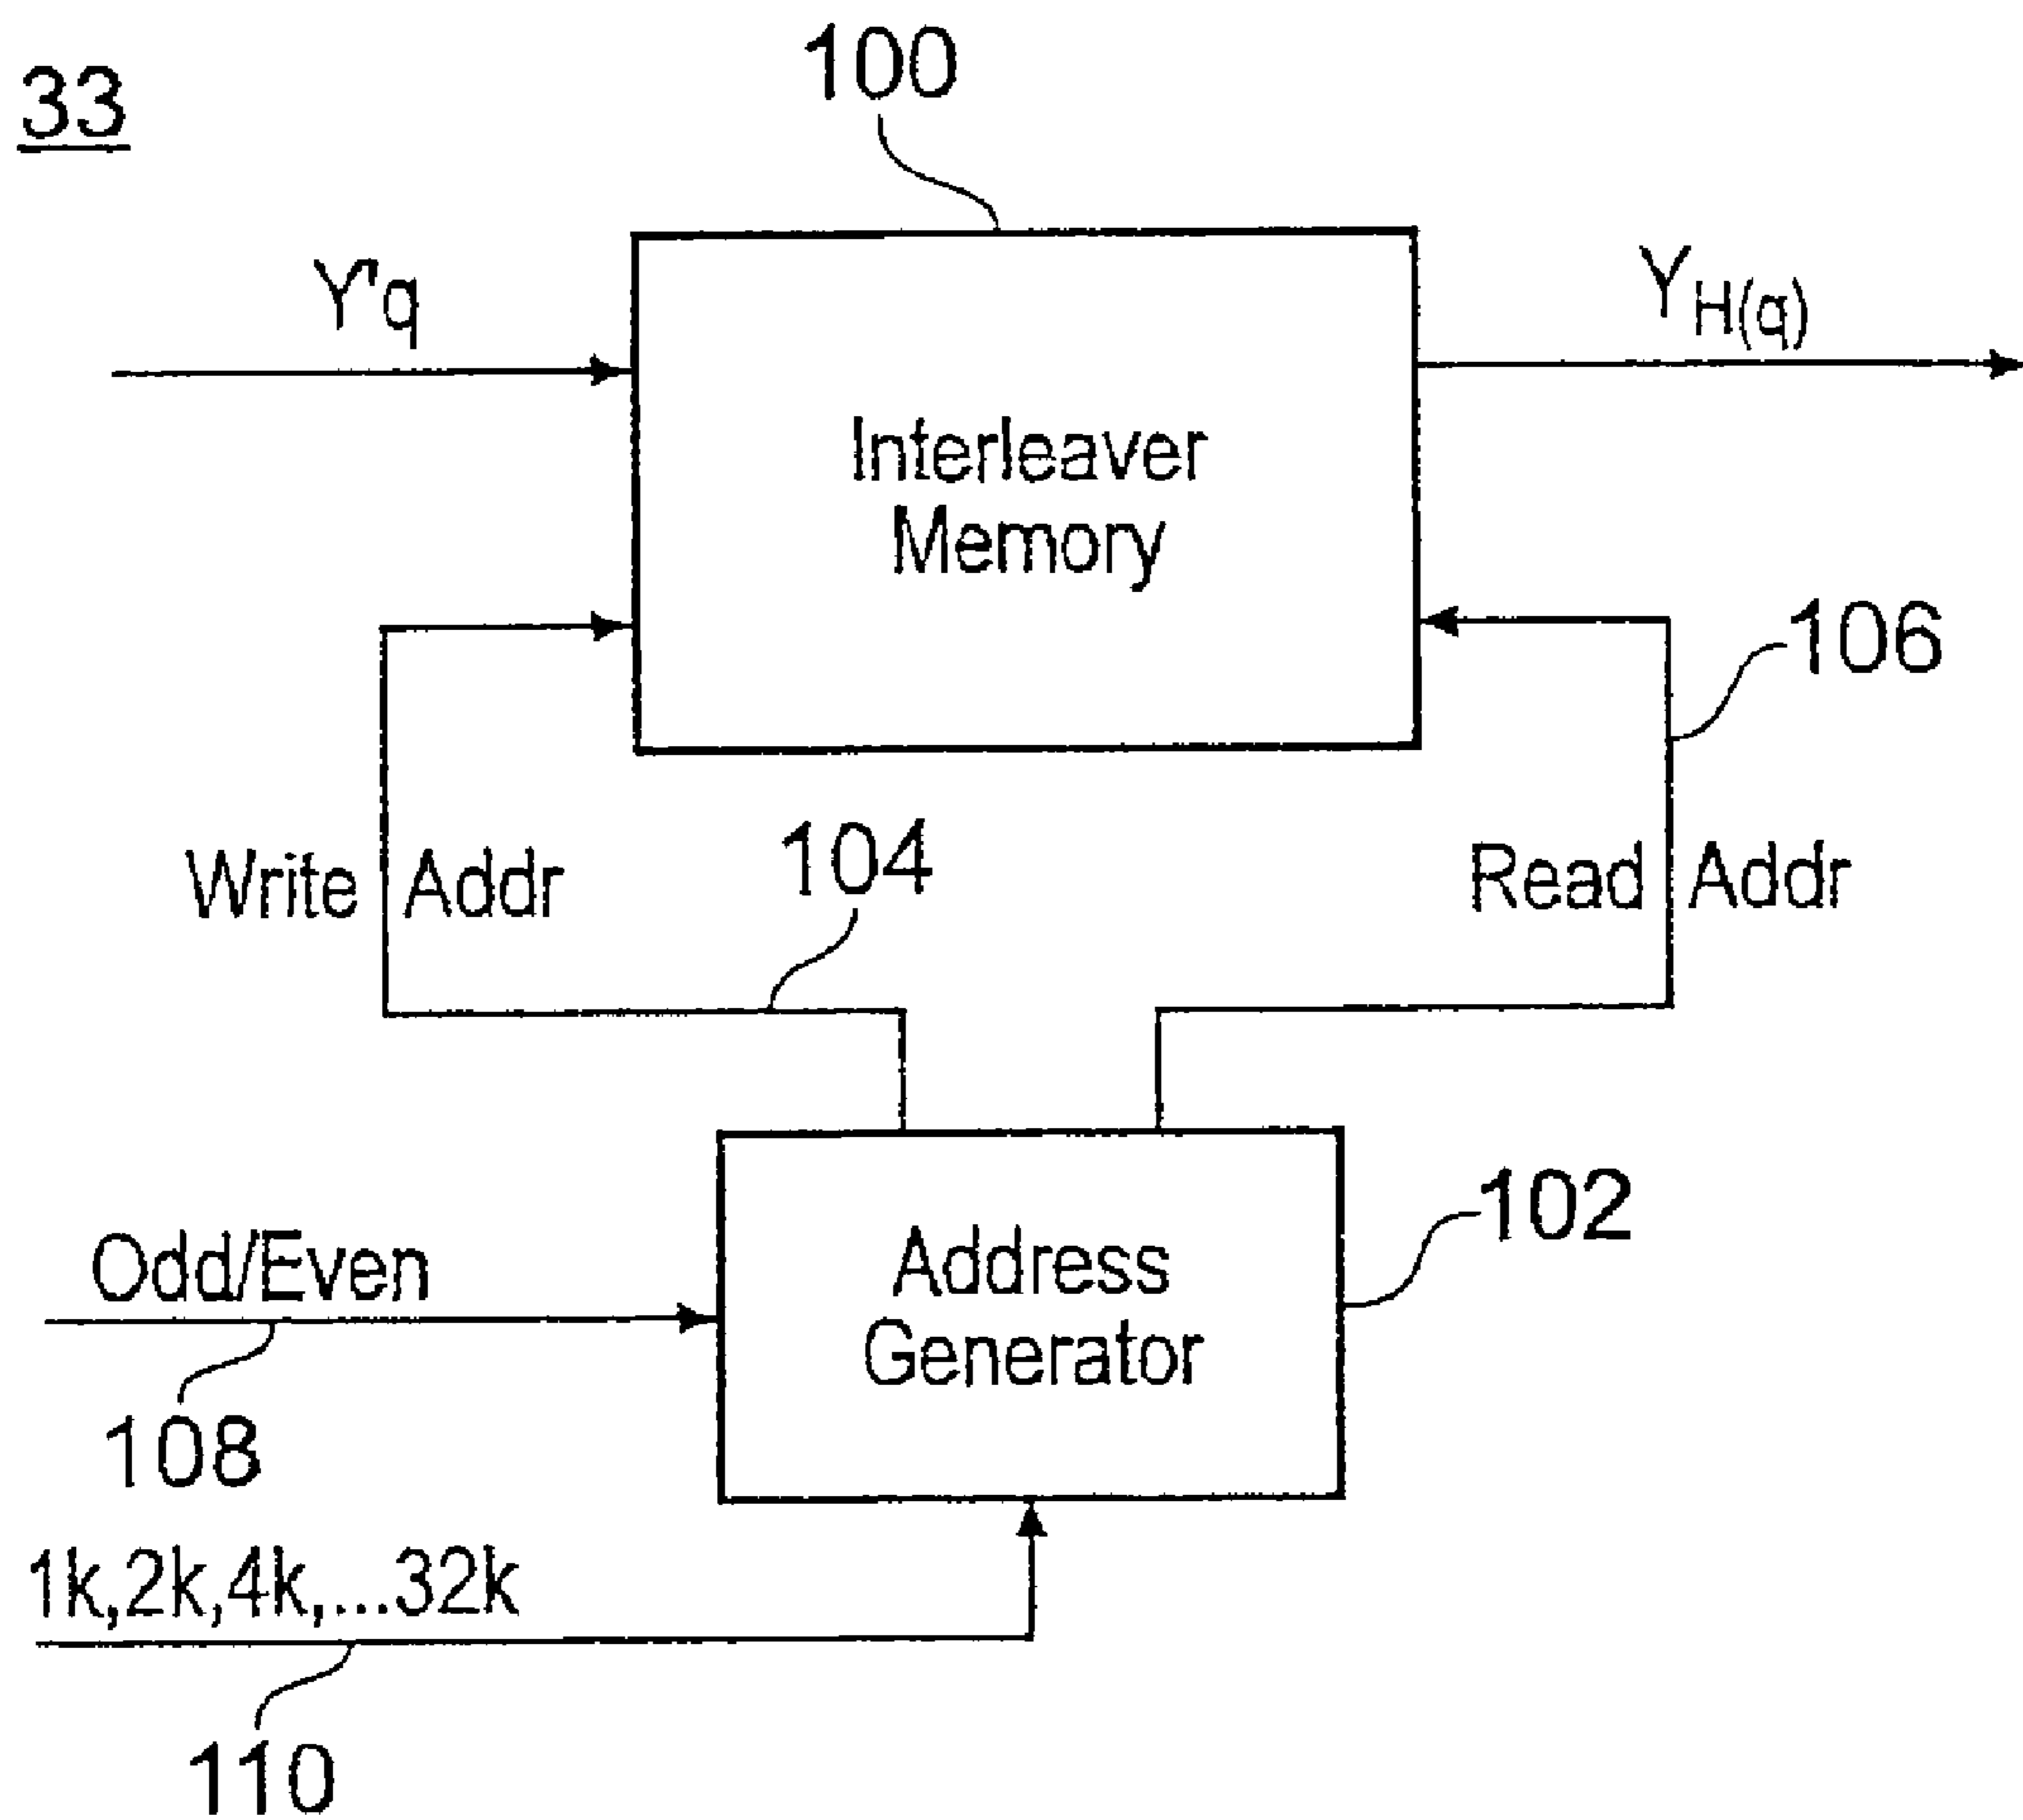 100
33
Y'q
YH(q)
Interleaver
Memory
106
104
Write Addr
Read Addr
102
Odd/Even
Address
Generator
108
1k,2k,4k,...32k
110